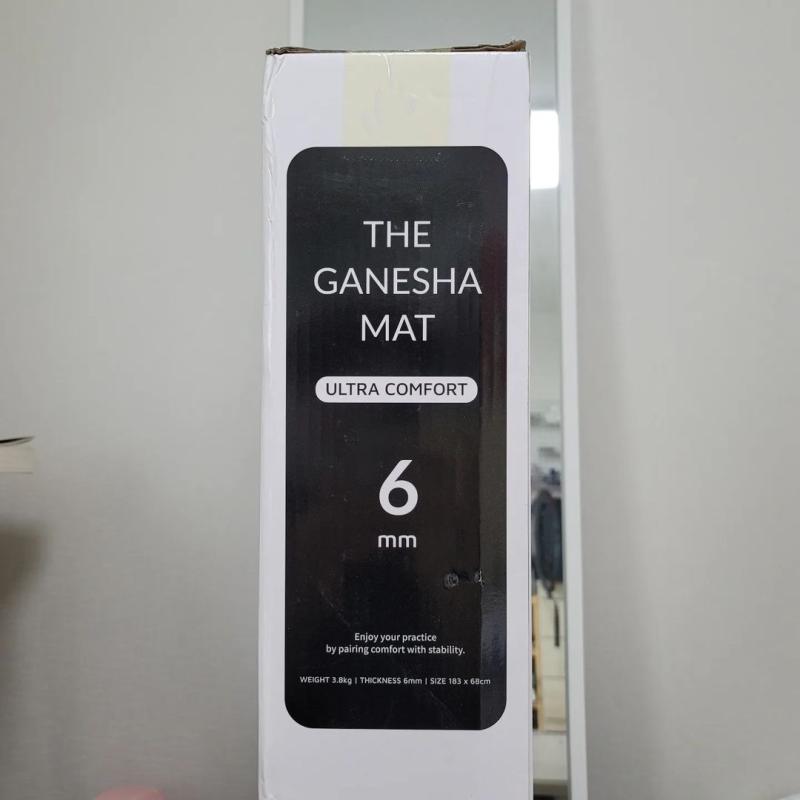 THE
GANESHA
MAT
ULTRA COMFORT
6
mm
Enjoy your practice
by pairing comfort with stability.
WEIGHT 3.8kg | THICKNESS 6mm | SIZE 183 x 68cm